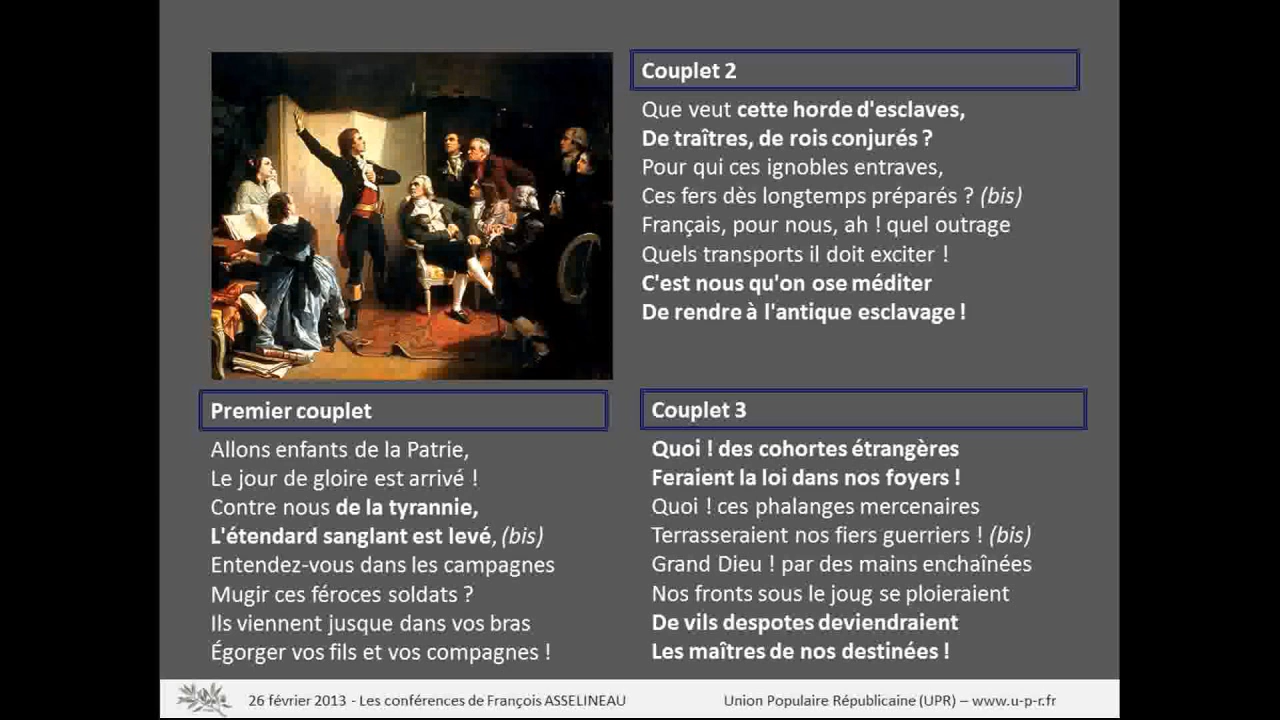 Couplet 2
Que veut cette horde d'esclaves,
De traîtres, de rois conjurés ?
Pour qui ces ignobles entraves,
Ces fers dès longtemps préparés ? (bis)
Français, pour nous, ah ! quel outrage
Quels transports il doit exciter !
C'est nous qu'on ose méditer
De rendre à l'antique esclavage !
Premier couplet
Allons enfants de la Patrie,
Le jour de gloire est arrivé !
Contre nous de la tyrannie,
L'étendard sanglant est levé, (bis)
Entendez-vous dans les campagnes
Mugir ces féroces soldats ?
Ils viennent jusque dans vos bras
Égorger vos fils et vos compagnes !
Couplet 3
Quoi ! des cohortes étrangères
Feraient la loi dans nos foyers !
Quoi ! ces phalanges mercenaires
Terrasseraient nos fiers guerriers ! (bis)
Grand Dieu ! par des mains enchaînées
Nos fronts sous le joug se ploieraient
De vils despotes deviendraient
Les maîtres de nos destinées !
26 février 2013 - Les conférences de François ASSELINEAU
Union Populaire Républicaine (UPR) – www.u-p-r.fr